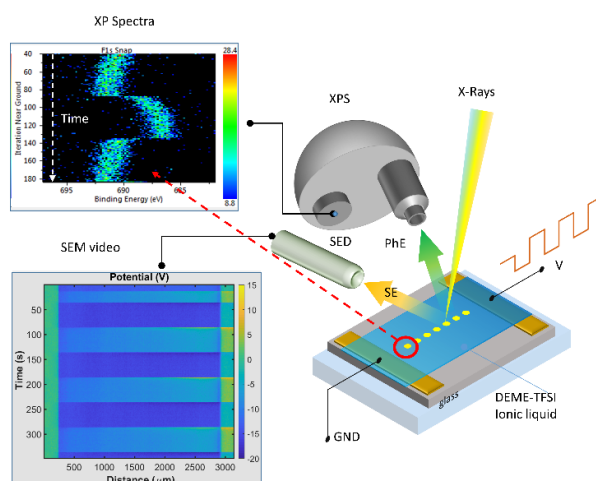 XP Spectra
F1s Snap
28.4
40
60
80
100
120
140
160
180
Iteration Near Ground
Time
695
690
685
Binding Energy (eV)
8.8
XPS
X-Rays
SED
PhE
SE
V
SEM video
Potential (V)
0
50
100
150
200
250
300
Time (s)
500 1000 1500 2000 2500 3000
Distance (μm)
15
10
5
0
-5
-10
-15
-20
glass
DEME-TFSI
Ionic liquid
GND